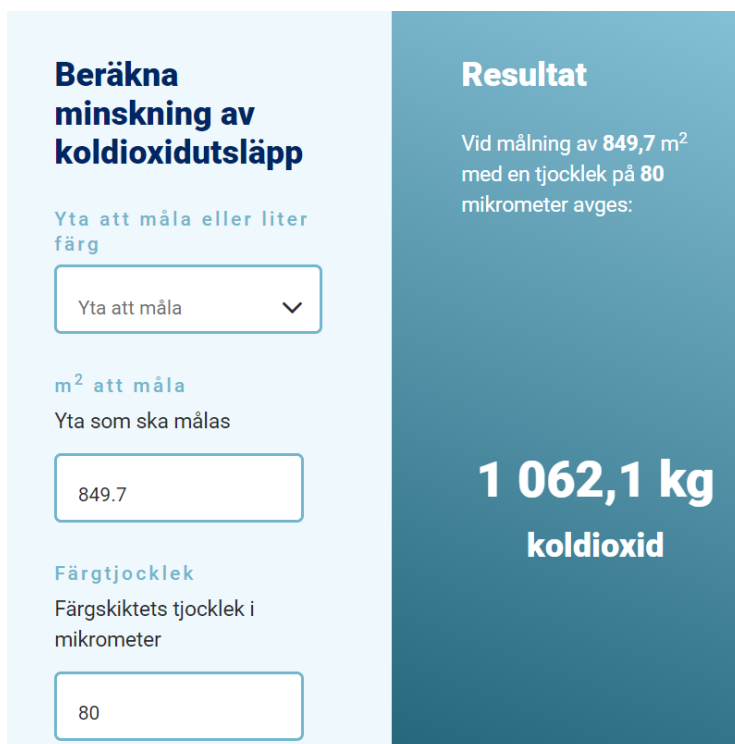 Beräkna
minskning av
koldioxidutsläpp
Yta att måla eller liter
färg
Yta att måla
m² att måla
Yta som ska målas
849.7
Färgtjocklek
Färgskiktets tjocklek i
mikrometer
80
Resultat
Vid målning av 849,7 m²
med en tjocklek på 80
mikrometer avges:
1 062,1 kg
koldioxid